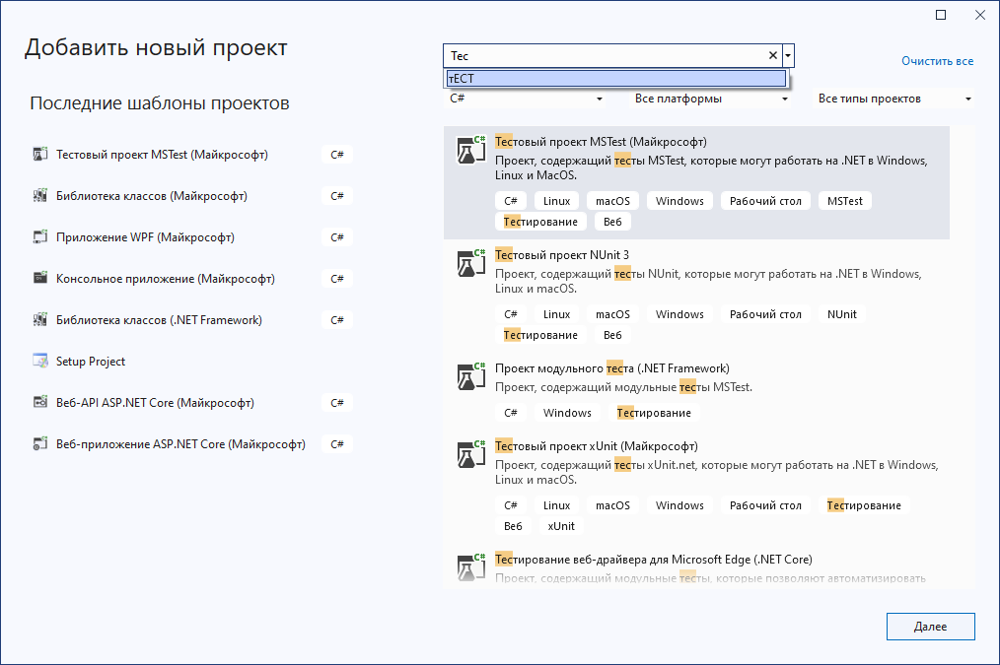 Добавить новый проект
Тес
тЕСТ
Очистить все
C#
Все платформы
Все типы проектов
Последние шаблоны проектов
Тестовый проект MSTest (Майкрософт)
C#
Библиотека классов (Майкрософт)
C#
Приложение WPF (Майкрософт)
C#
Консольное приложение (Майкрософт)
C#
Библиотека классов (.NET Framework)
C#
Setup Project
Веб-API ASP.NET Core (Майкрософт)
C#
Веб-приложение ASP.NET Core (Майкрософт)
C#
Тестовый проект MSTest (Майкрософт)
Проект, содержащий тесты MSTest, которые могут работать на .NET в Windows,
Linux и MacOS.
C# Linux macOS Windows Рабочий стол MSTest
Тестирование Веб
Тестовый проект NUnit 3
Проект, содержащий тесты NUnit, которые могут работать на .NET в Windows,
Linux и macOS.
C# Linux macOS Windows Рабочий стол NUnit
Тестирование Веб
Проект модульного теста (.NET Framework)
Проект, содержащий модульные тесты MSTest.
C# Windows Тестирование
Тестовый проект xUnit (Майкрософт)
Проект, содержащий тесты xUnit.net, которые могут работать на .NET в Windows,
Linux и macOS.
C# Linux macOS Windows Рабочий стол Тестирование
Веб xUnit
Тестирование веб-драйвера для Microsoft Edge (.NET Core)
Проект, содержащий модульные тесты, которые позволяют автоматизировать
Далее